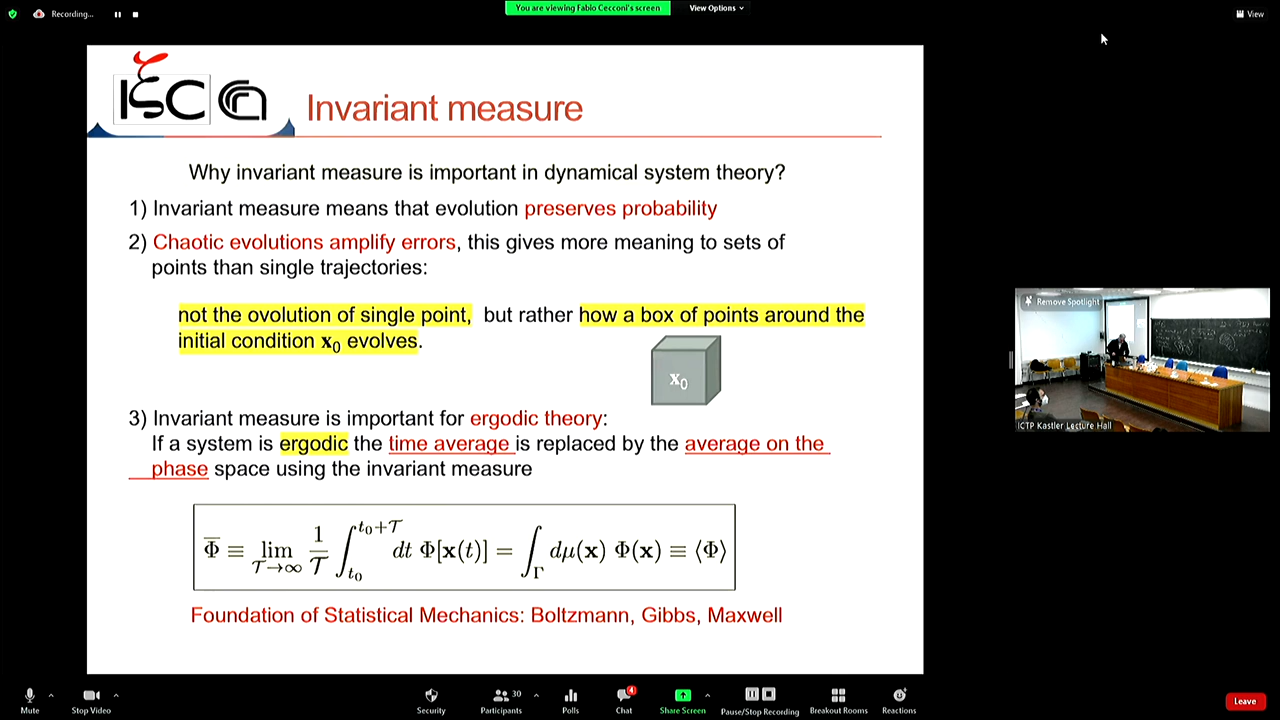 Recording...
You are viewing Fabio Cecconi's screen
View Options
View
ISC
Invariant measure
Why invariant measure is important in dynamical system theory?
1) Invariant measure means that evolution preserves probability
2) Chaotic evolutions amplify errors, this gives more meaning to sets of
points than single trajectories:
not the ovolution of single point, but rather how a box of points around the
initial condition x₀ evolves.
x₀
3) Invariant measure is important for ergodic theory:
If a system is ergodic the time average is replaced by the average on the
phase space using the invariant measure
Φ̅ ≡ lim_{𝒯→∞} 1/𝒯 ∫_{t₀}^{t₀+𝒯} dt Φ[x(t)] = ∫_Γ dμ(x) Φ(x) ≡ ⟨Φ⟩
Foundation of Statistical Mechanics: Boltzmann, Gibbs, Maxwell
Remove Spotlight
ICTP Kastler Lecture Hall
Mute
Stop Video
Security
Participants
30
Polls
Chat
4
Share Screen
Pause/Stop Recording
Breakout Rooms
Reactions
Leave